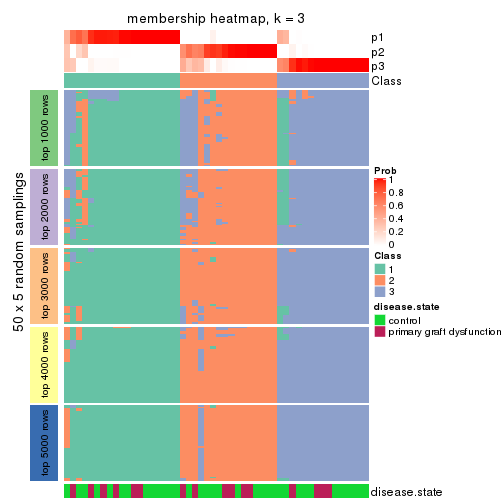 membership heatmap, k = 3
p1
p2
p3
Class
50 x 5 random samplings
top 1000 rows
top 2000 rows
top 3000 rows
top 4000 rows
top 5000 rows
Prob
1
0.8
0.6
0.4
0.2
0
Class
1
2
3
disease.state
control
primary graft dysfunction
disease.state